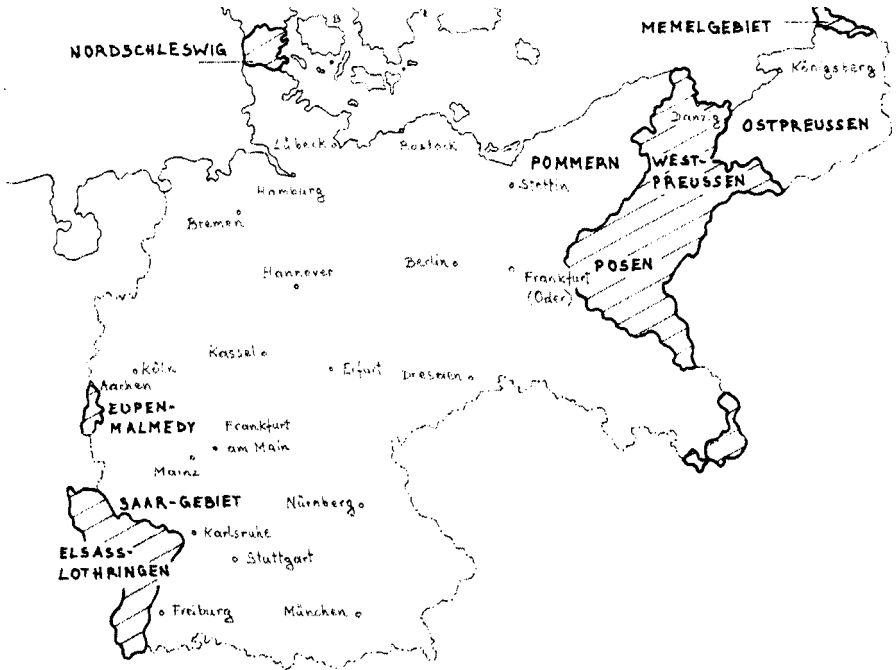 MEMELGEBIET
NORDSCHLESWIG
Königsberg
Danzig
OSTPREUSSEN
Lübeck
Rostock
POMMERN
WEST-
PREUSSEN
Stettin
Hamburg
Bremen
Hannover
Berlin
POSEN
Frankfurt
(Oder)
Kassel
Köln
Erfurt
Dresden
Aachen
EUPEN-
MALMEDY
Frankfurt
am Main
Mainz
SAAR-GEBIET
Nürnberg
Karlsruhe
ELSASS-
LOTHRINGEN
Stuttgart
Freiburg
München